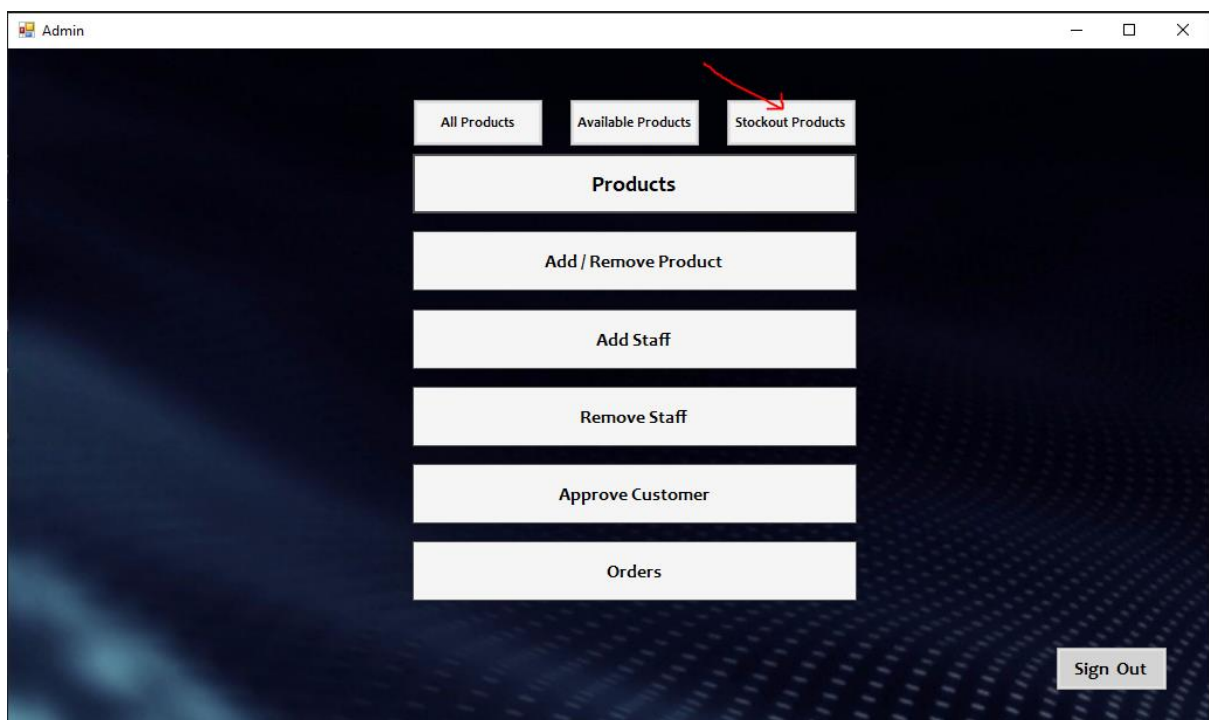 Admin
All Products
Available Products
Stockout Products
Products
Add / Remove Product
Add Staff
Remove Staff
Approve Customer
Orders
Sign Out